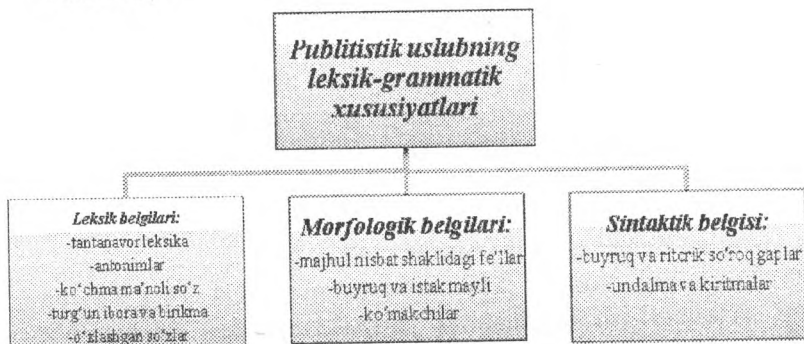 Publitistik uslubning
leksik-grammatik
xususiyatlari
Leksik belgilari:
-tantanavor leksika
-antonimlar
-ko‘chma ma’noli so‘z
-turg‘un ibora va birikma
-o‘zlashgan so‘zlar
Morfologik belgilari:
-majhul nisbat shaklidagi fe’llar
-buyruq va istak mayli
-ko‘makchilar
Sintaktik belgisi:
-buyruq va ritorik so‘roq gaplar
-undalma va kiritmalar